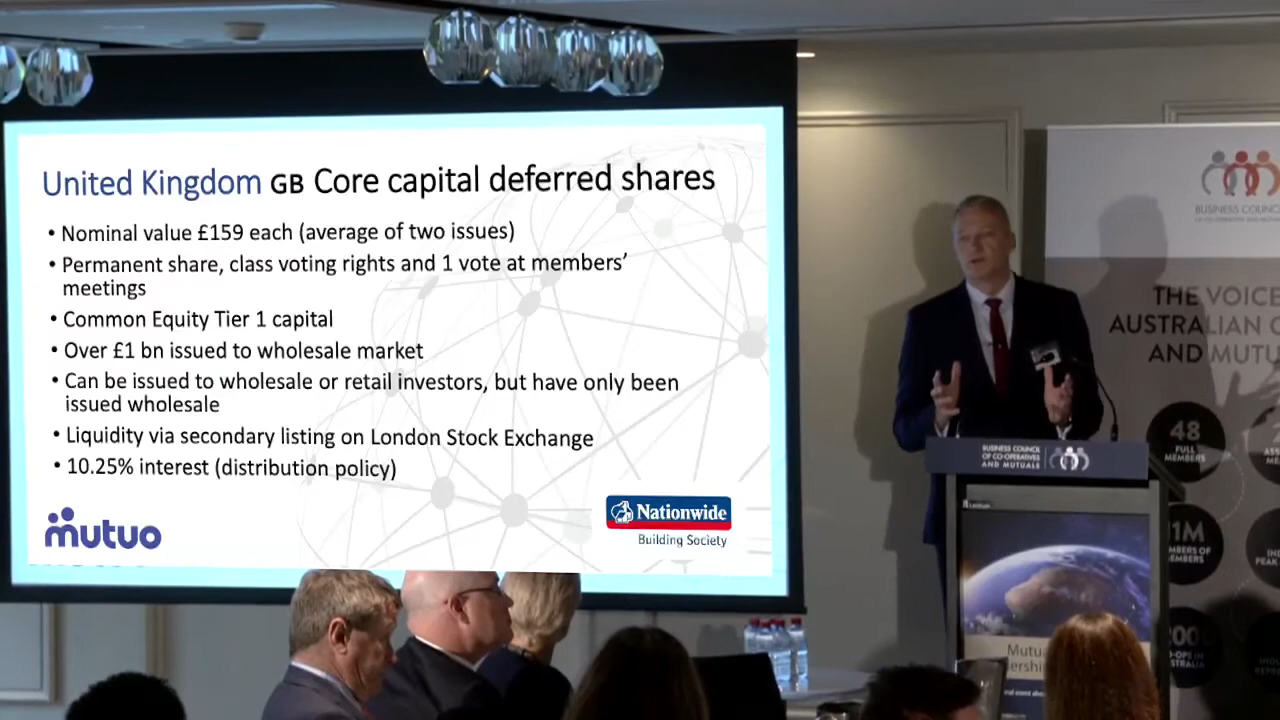 United Kingdom GB Core capital deferred shares
• Nominal value £159 each (average of two issues)
• Permanent share, class voting rights and 1 vote at members’
meetings
• Common Equity Tier 1 capital
• Over £1 bn issued to wholesale market
• Can be issued to wholesale or retail investors, but have only been
issued wholesale
• Liquidity via secondary listing on London Stock Exchange
• 10.25% interest (distribution policy)
mutuo
Nationwide
Building Society
BUSINESS COUNCIL
OF CO-OPERATIVES
AND MUTUALS
THE VOICE
AUSTRALIAN
AND
48
FULL
MEMBERS